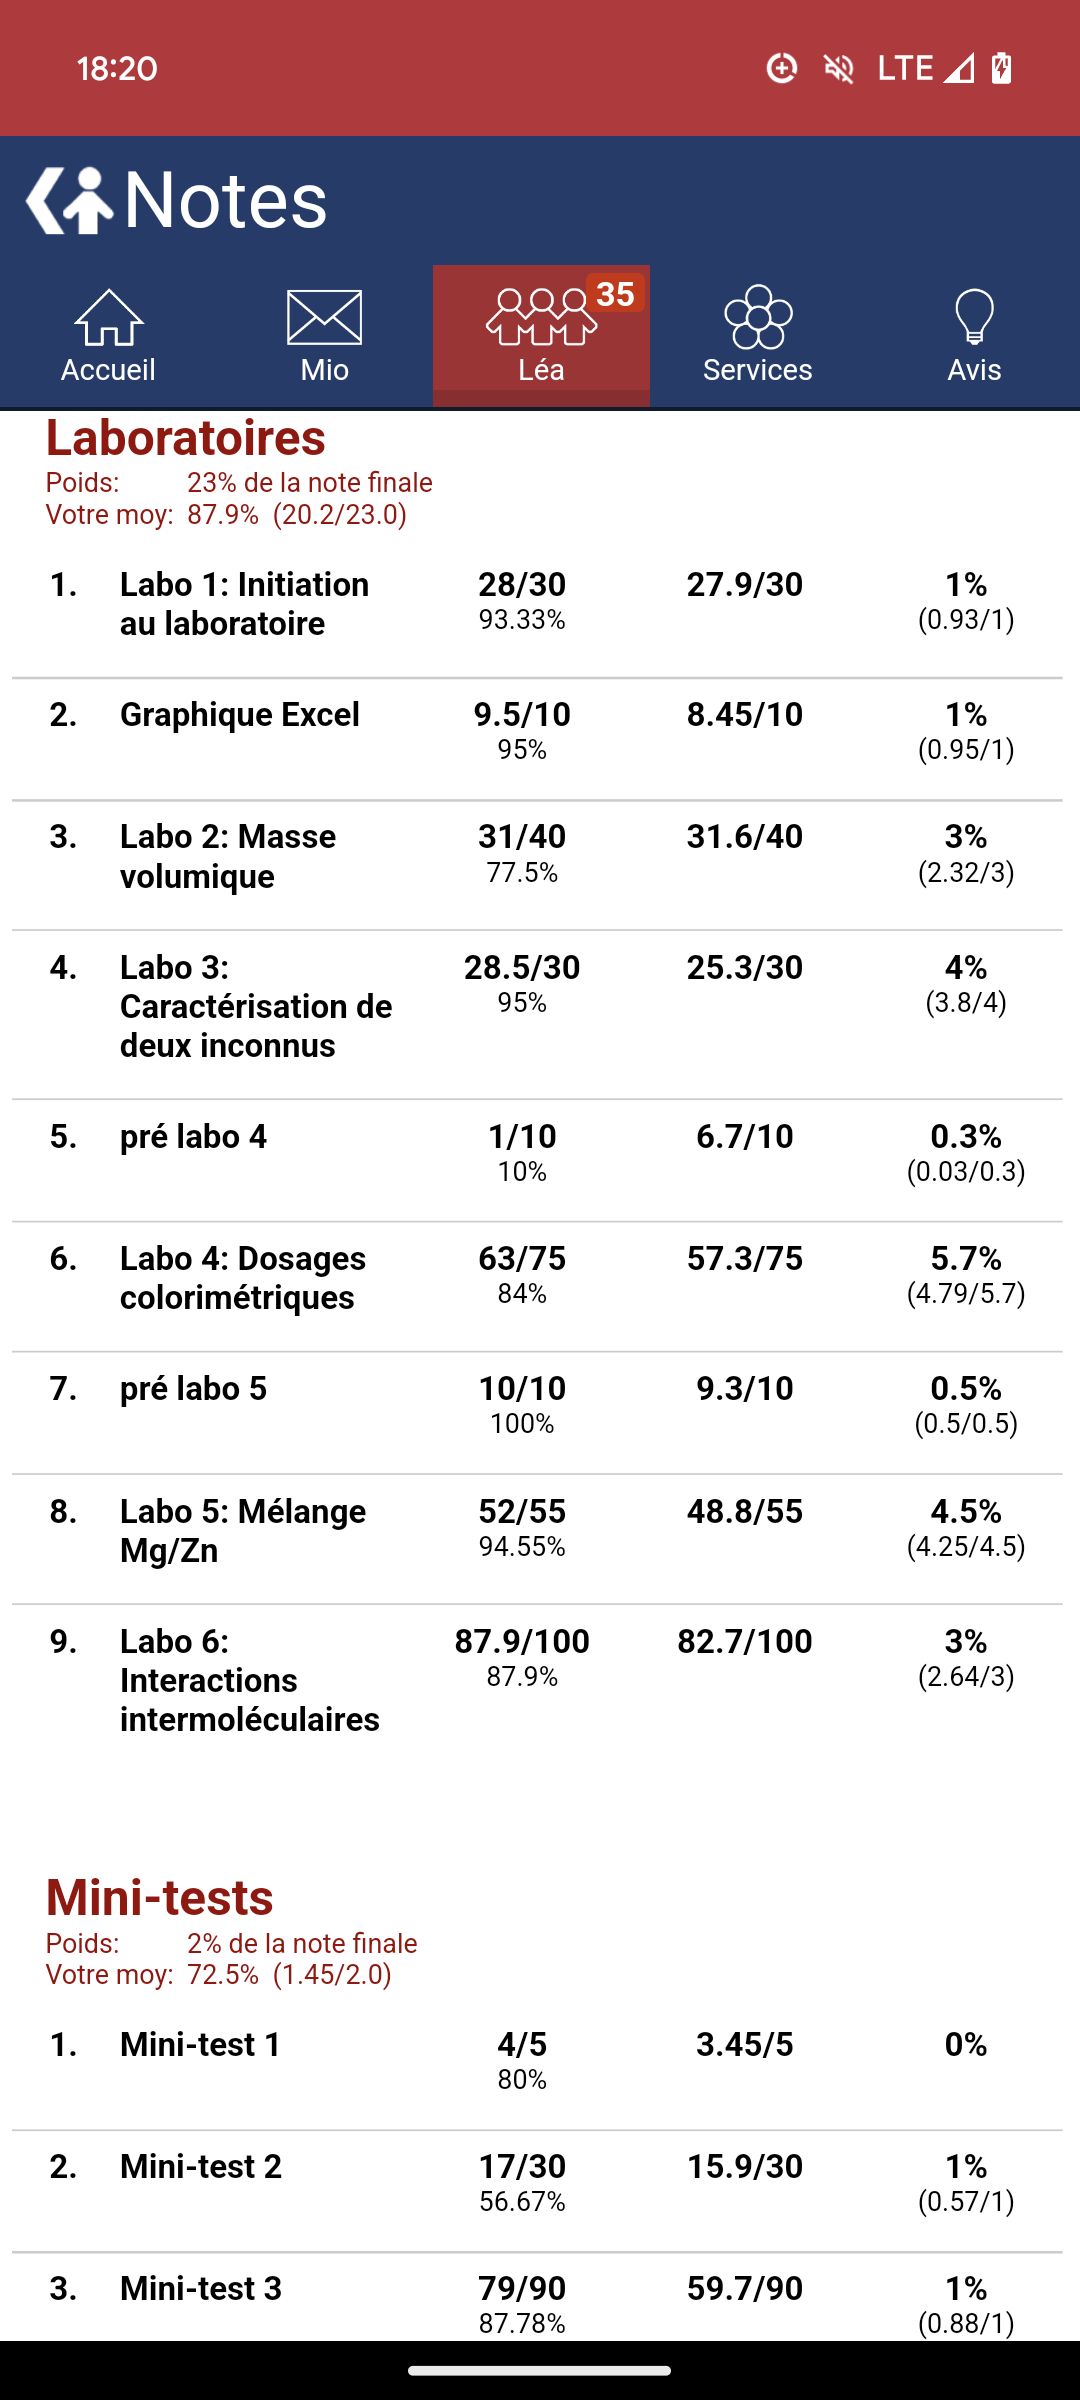 18:20
LTE
Notes
35
Accueil Mio Léa Services Avis
Laboratoires
Poids: 23% de la note finale
Votre moy: 87.9% (20.2/23.0)
1. Labo 1: Initiation 28/30 27.9/30 1%
au laboratoire 93.33% (0.93/1)
2. Graphique Excel 9.5/10 8.45/10 1%
95% (0.95/1)
3. Labo 2: Masse 31/40 31.6/40 3%
volumique 77.5% (2.32/3)
4. Labo 3: 28.5/30 25.3/30 4%
Caractérisation de 95% (3.8/4)
deux inconnus
5. pré labo 4 1/10 6.7/10 0.3%
10% (0.03/0.3)
6. Labo 4: Dosages 63/75 57.3/75 5.7%
colorimétriques 84% (4.79/5.7)
7. pré labo 5 10/10 9.3/10 0.5%
100% (0.5/0.5)
8. Labo 5: Mélange 52/55 48.8/55 4.5%
Mg/Zn 94.55% (4.25/4.5)
9. Labo 6: 87.9/100 82.7/100 3%
Interactions 87.9% (2.64/3)
intermoléculaires
Mini-tests
Poids: 2% de la note finale
Votre moy: 72.5% (1.45/2.0)
1. Mini-test 1 4/5 3.45/5 0%
80%
2. Mini-test 2 17/30 15.9/30 1%
56.67% (0.57/1)
3. Mini-test 3 79/90 59.7/90 1%
87.78% (0.88/1)